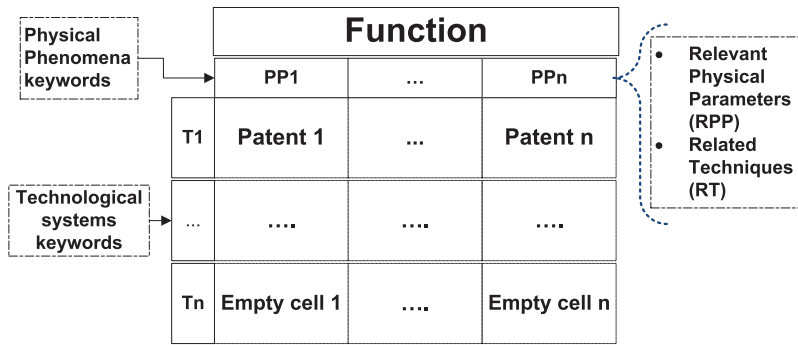 Function
Physical
Phenomena
keywords
PP1 ... PPn
• Relevant
Physical
Parameters
(RPP)
• Related
Techniques
(RT)
T1 Patent 1 ... Patent n
Technological
systems
keywords
... .... .... ....
Tn Empty cell 1 .... Empty cell n